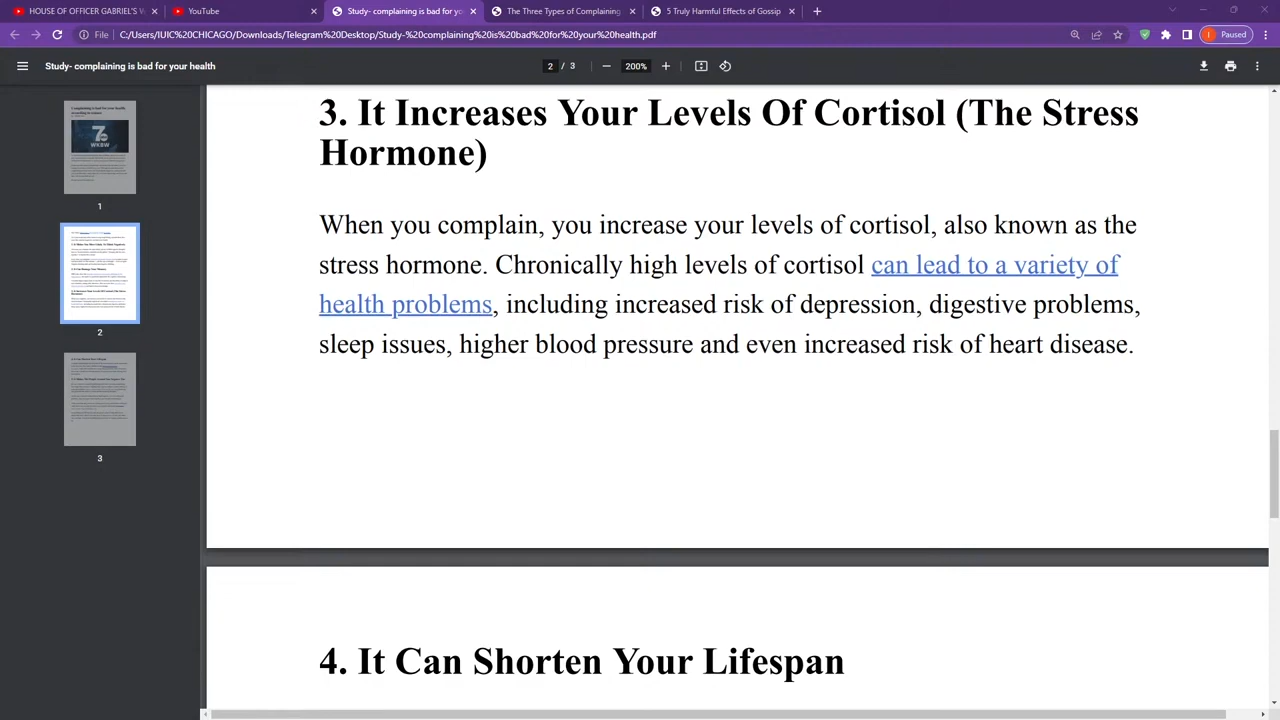 HOUSE OF OFFICER GABRIEL'S
YouTube
Study- complaining is bad for yo
The Three Types of Complaining
5 Truly Harmful Effects of Gossip
File
C:/Users/IUIC%20CHICAGO/Downloads/Telegram%20Desktop/Study-%20complaining%20is%20bad%20for%20your%20health.pdf
I Paused
Study- complaining is bad for your health
2 / 3
200%
1
2
3
3. It Increases Your Levels Of Cortisol (The Stress
Hormone)
When you complain, you increase your levels of cortisol, also known as the
stress hormone. Chronically high levels of cortisol can lead to a variety of
health problems, including increased risk of depression, digestive problems,
sleep issues, higher blood pressure and even increased risk of heart disease.
4. It Can Shorten Your Lifespan